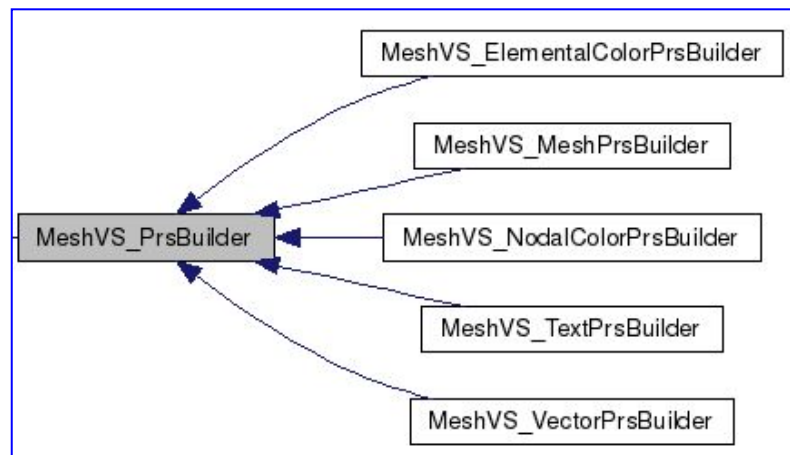 MeshVS_ElementalColorPrsBuilder
MeshVS_MeshPrsBuilder
MeshVS_PrsBuilder
MeshVS_NodalColorPrsBuilder
MeshVS_TextPrsBuilder
MeshVS_VectorPrsBuilder